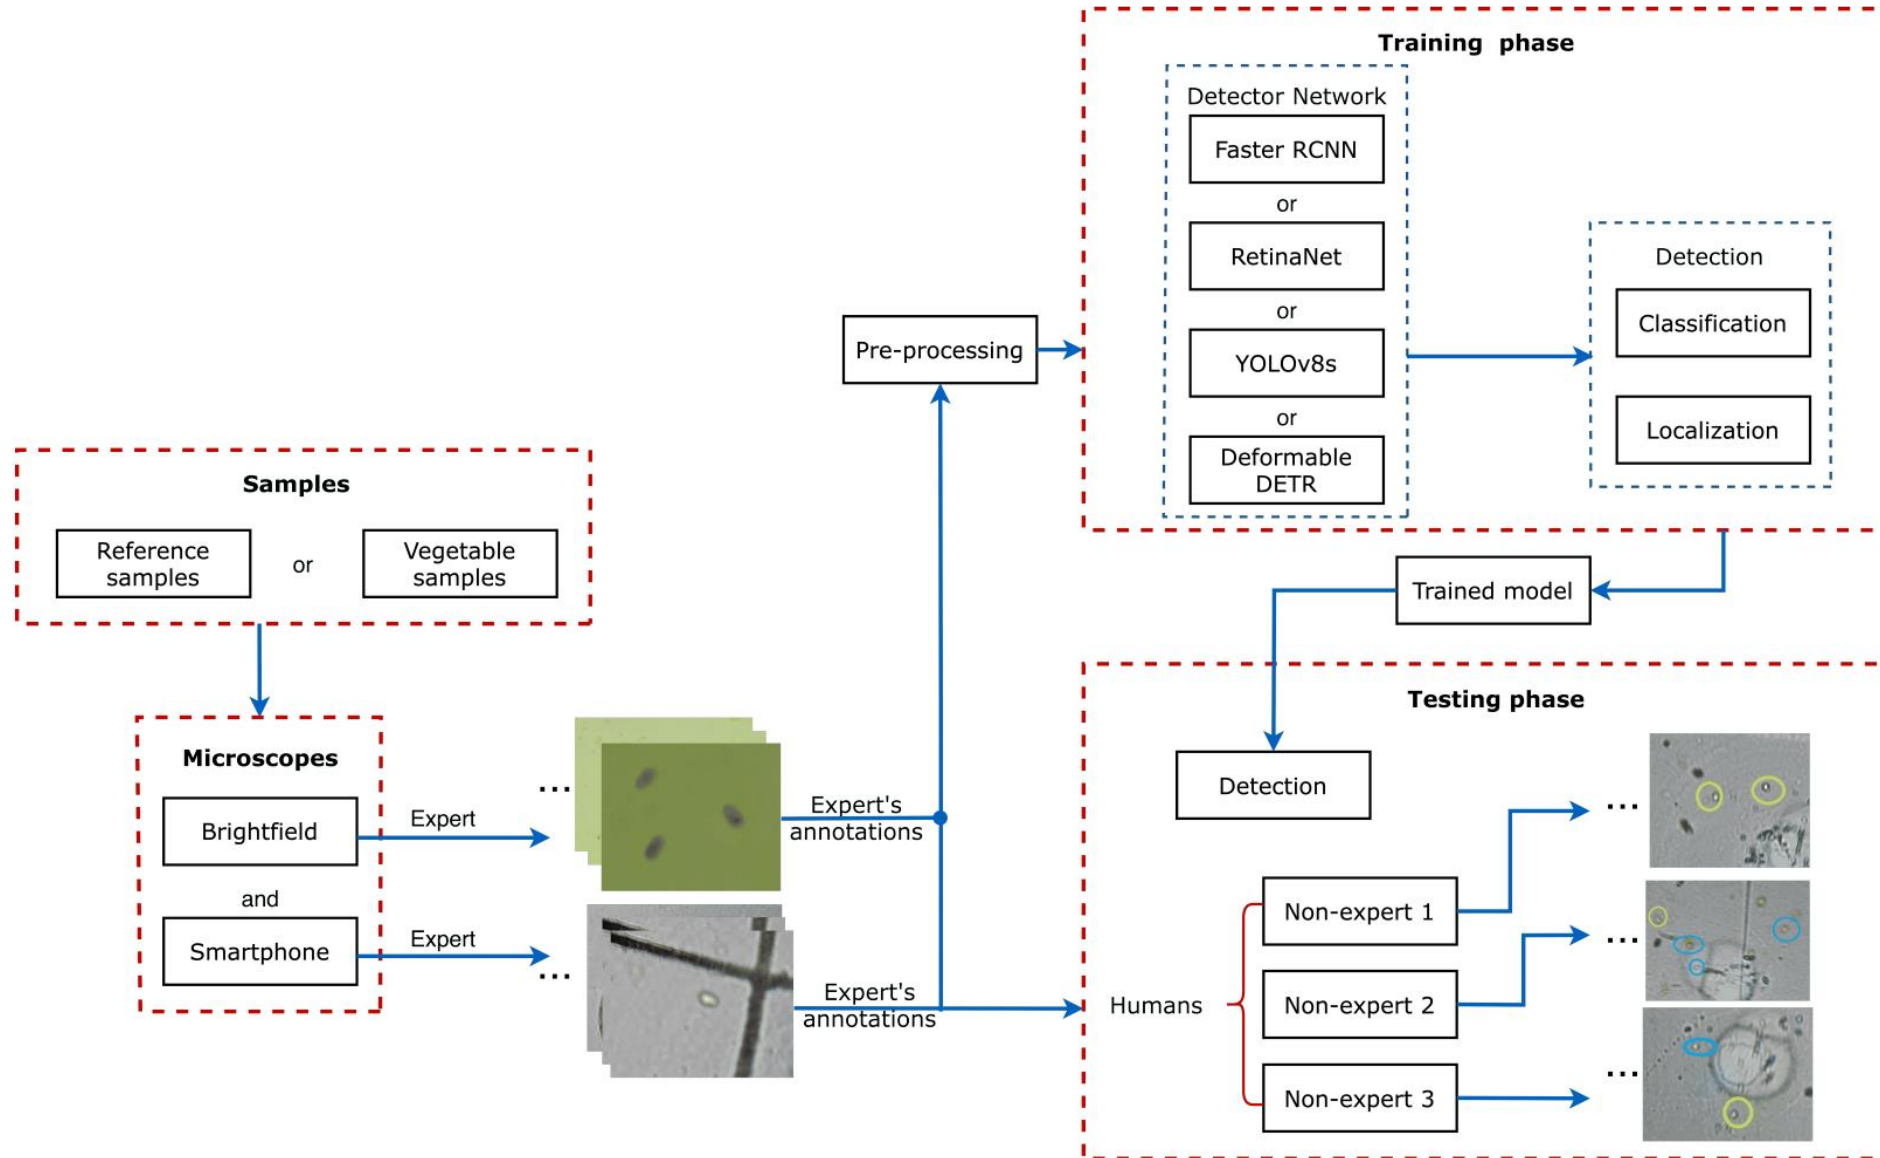 Training phase
Detector Network
Faster RCNN
or
RetinaNet
or
YOLOv8s
or
Deformable
DETR
Detection
Classification
Localization
Pre-processing
Samples
Reference
samples
or
Vegetable
samples
Trained model
Microscopes
Brightfield
and
Smartphone
Expert
Expert
...
...
Expert's
annotations
Expert's
annotations
Testing phase
Detection
Humans
Non-expert 1
Non-expert 2
Non-expert 3
...
...
...